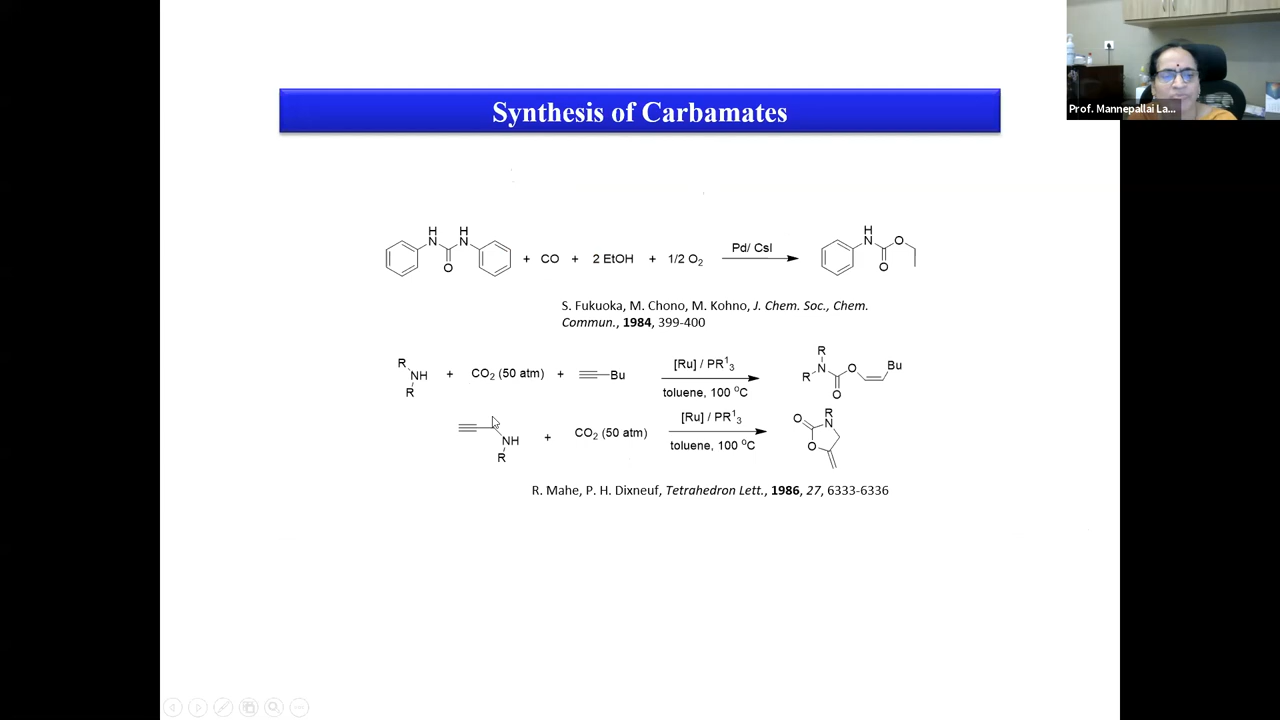 Prof. Mannepallai La...
Synthesis of Carbamates
H H
N N
O
+ CO + 2 EtOH + 1/2 O2
Pd/ CsI
H
N
O
O
S. Fukuoka, M. Chono, M. Kohno, J. Chem. Soc., Chem.
Commun., 1984, 399-400
R
NH
R
+ CO2 (50 atm) + Bu
[Ru] / PR13
toluene, 100 oC
R
N
R
O
O
Bu
NH
R
+ CO2 (50 atm)
[Ru] / PR13
toluene, 100 oC
O
R
N
O
R. Mahe, P. H. Dixneuf, Tetrahedron Lett., 1986, 27, 6333-6336